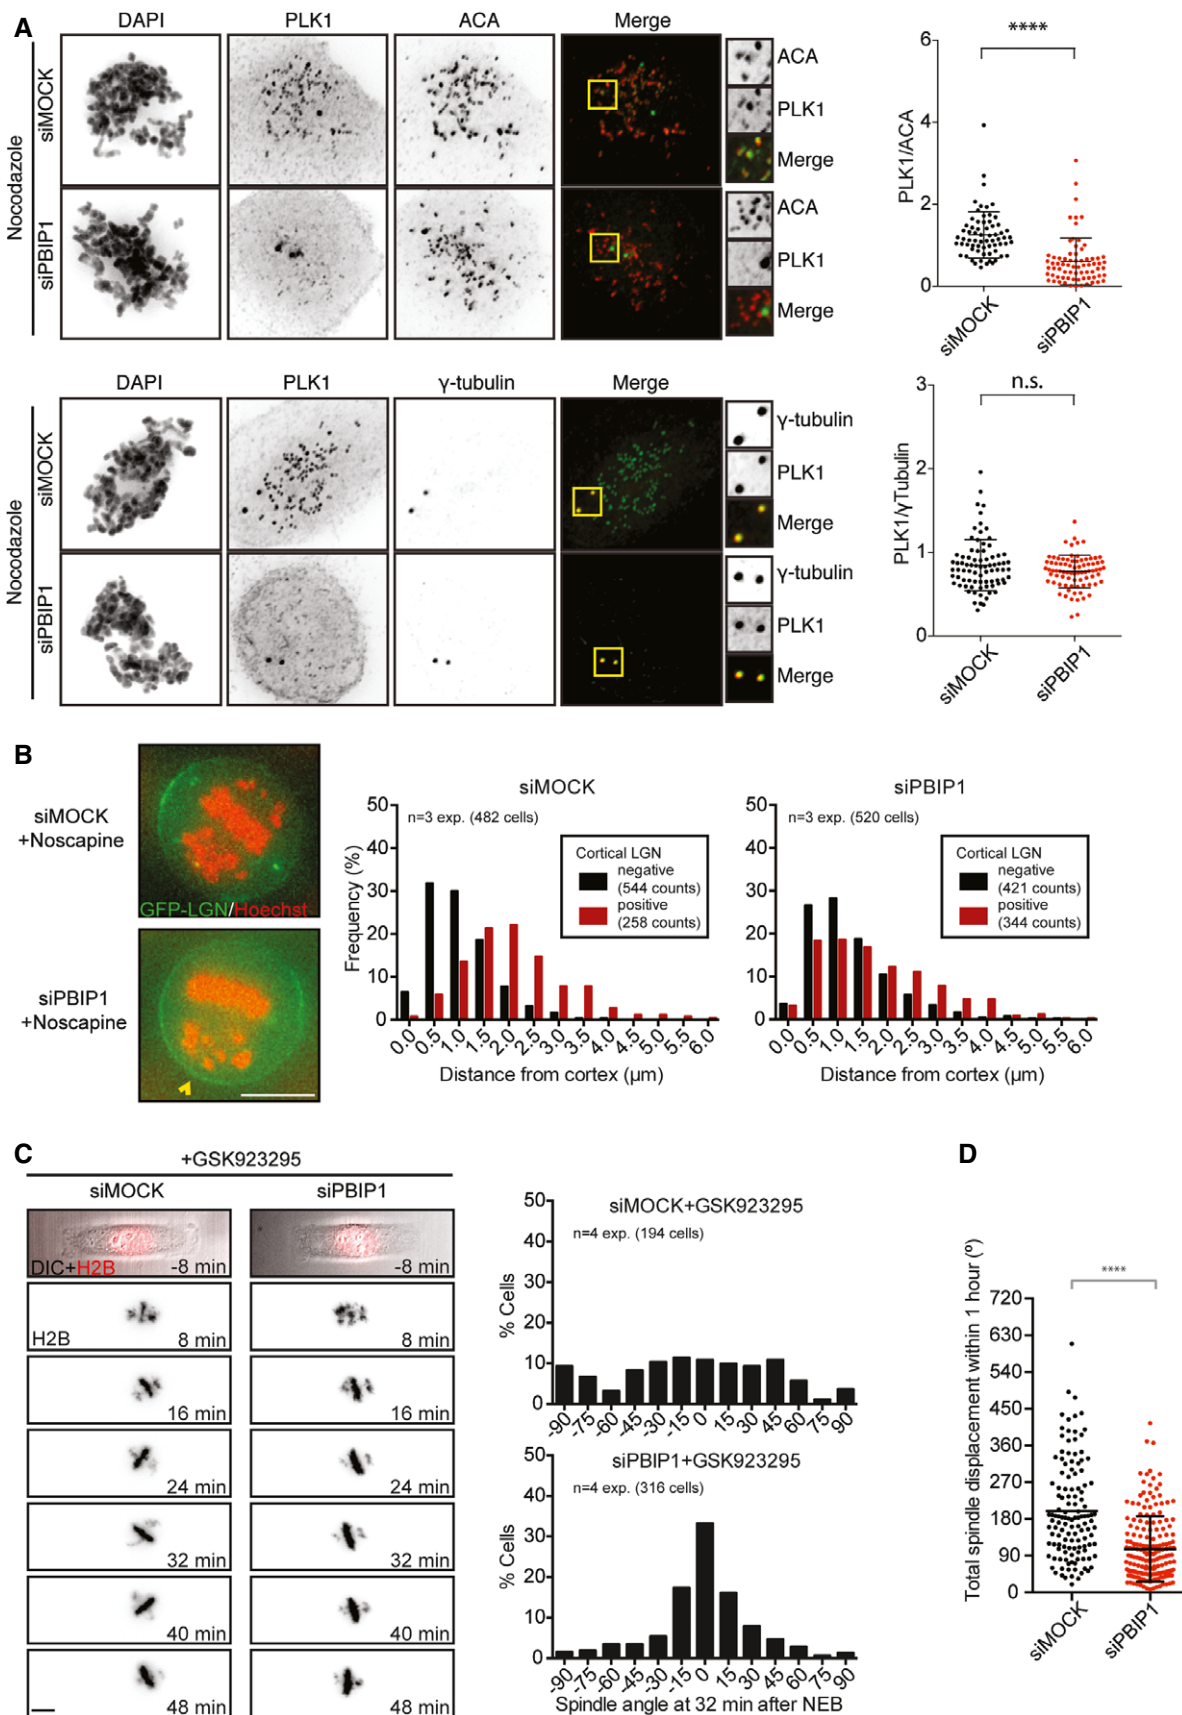 A
DAPI PLK1 ACA Merge
Nocodazole
siMOCK
siPBIP1
ACA
PLK1
Merge
ACA
PLK1
Merge
****
PLK1/ACA
6
4
2
0
siMOCK siPBIP1
DAPI PLK1 γ-tubulin Merge
Nocodazole
siMOCK
siPBIP1
γ-tubulin
PLK1
Merge
γ-tubulin
PLK1
Merge
n.s.
PLK1/γTubulin
3
2
1
0
siMOCK siPBIP1
B
siMOCK
+Noscapine
GFP-LGN/Hoechst
siPBIP1
+Noscapine
siMOCK
n=3 exp. (482 cells)
Cortical LGN
negative
(544 counts)
positive
(258 counts)
Frequency (%)
50
40
30
20
10
0
0.0 0.5 1.0 1.5 2.0 2.5 3.0 3.5 4.0 4.5 5.0 5.5 6.0
Distance from cortex (µm)
siPBIP1
n=3 exp. (520 cells)
Cortical LGN
negative
(421 counts)
positive
(344 counts)
50
40
30
20
10
0
0.0 0.5 1.0 1.5 2.0 2.5 3.0 3.5 4.0 4.5 5.0 5.5 6.0
Distance from cortex (µm)
C
+GSK923295
siMOCK siPBIP1
DIC+H2B -8 min -8 min
H2B 8 min 8 min
16 min 16 min
24 min 24 min
32 min 32 min
40 min 40 min
48 min 48 min
siMOCK+GSK923295
n=4 exp. (194 cells)
% Cells
50
40
30
20
10
0
-90 -75 -60 -45 -30 -15 0 15 30 45 60 75 90
siPBIP1+GSK923295
n=4 exp. (316 cells)
% Cells
50
40
30
20
10
0
-90 -75 -60 -45 -30 -15 0 15 30 45 60 75 90
Spindle angle at 32 min after NEB
D
****
Total spindle displacement within 1 hour (º)
720
630
540
450
360
270
180
90
0
siMOCK siPBIP1